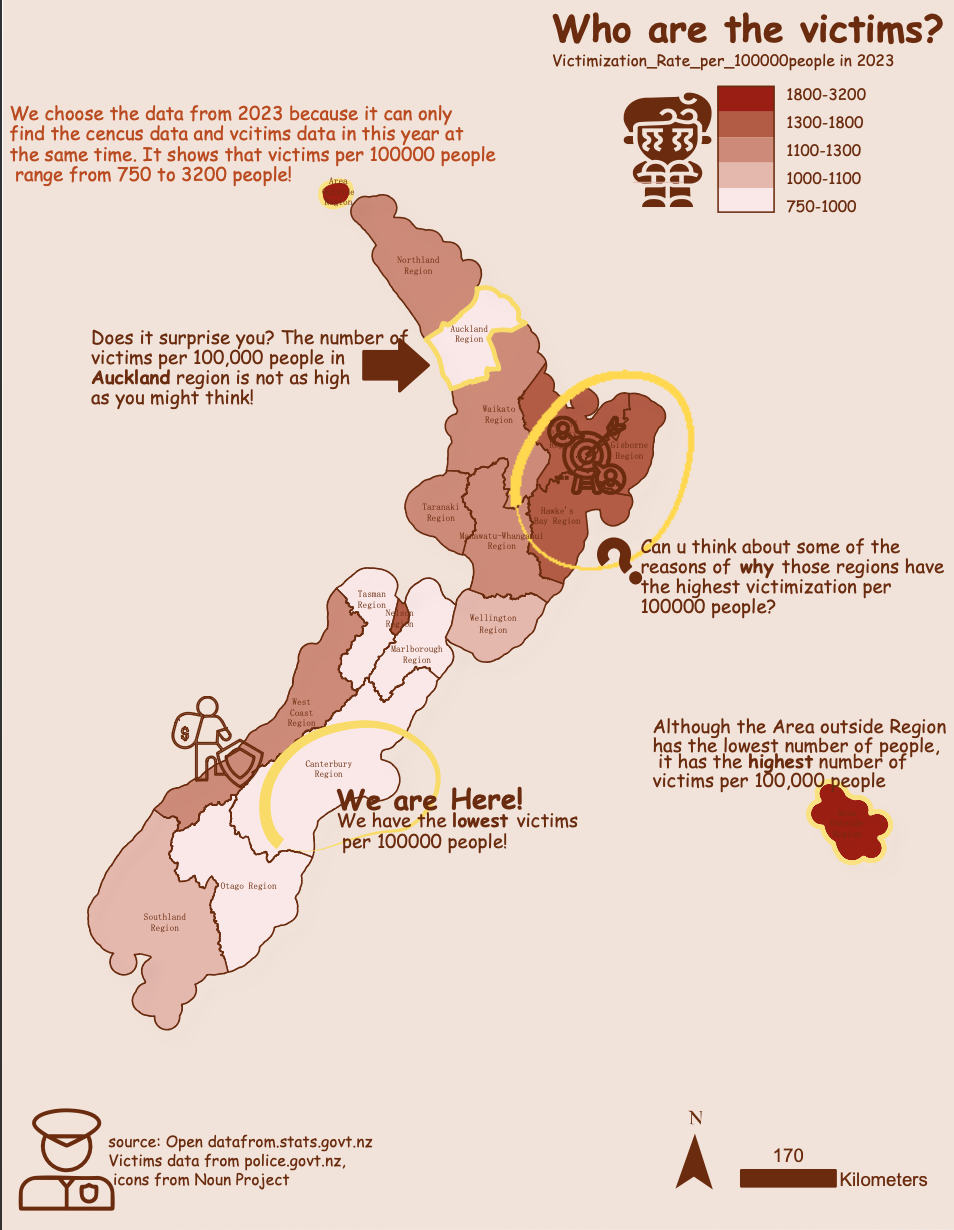 Who are the victims?
Victimization_Rate_per_100000people in 2023
1800-3200
1300-1800
1100-1300
1000-1100
750-1000
We choose the data from 2023 because it can only
find the cencus data and vcitims data in this year at
the same time. It shows that victims per 100000 people
range from 750 to 3200 people!
Area
Region
Northland
Region
Does it surprise you? The number of
victims per 100,000 people in
Auckland region is not as high
as you might think!
Auckland
Region
Waikato
Region
Gisborne
Region
Taranaki
Region
Hawke's
Bay Region
Manawatu-Whanganui
Region
Can u think about some of the
reasons of why those regions have
the highest victimization per
100000 people?
Tasman
Region
Nelson
Region
Wellington
Region
Marlborough
Region
West
Coast
Region
$
Canterbury
Region
We are Here!
We have the lowest victims
per 100000 people!
Although the Area outside Region
has the lowest number of people,
it has the highest number of
victims per 100,000 people
Otago Region
Southland
Region
source: Open datafrom.stats.govt.nz
Victims data from police.govt.nz,
icons from Noun Project
N
170
Kilometers